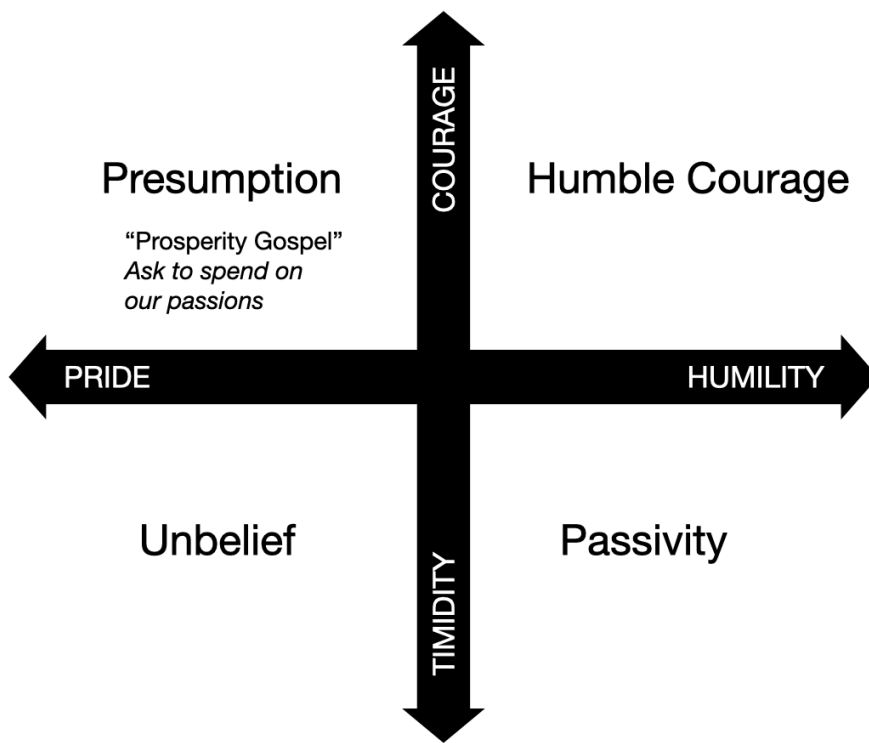 COURAGE
Presumption
Humble Courage
“Prosperity Gospel”
Ask to spend on
our passions
PRIDE
HUMILITY
Unbelief
Passivity
TIMIDITY